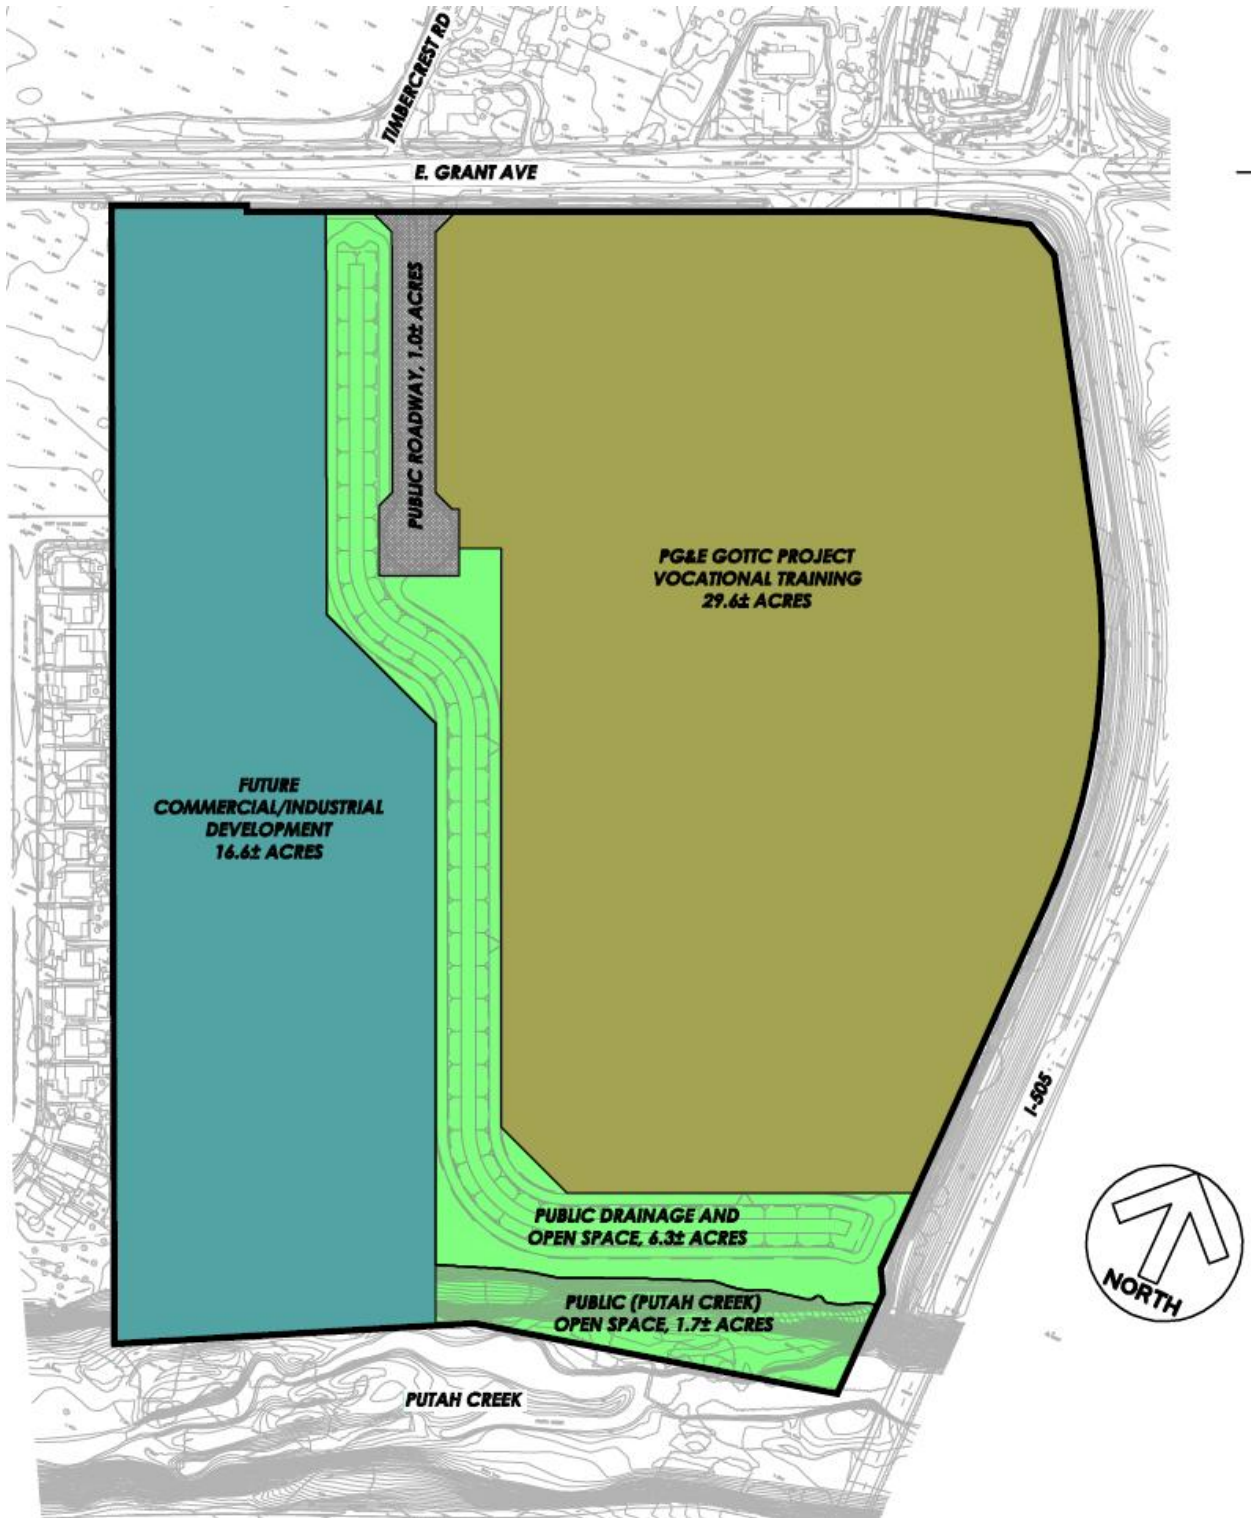 TIMBERCREST RD
E. GRANT AVE
PUBLIC ROADWAY, 1.0± ACRES
PG&E GOTTC PROJECT
VOCATIONAL TRAINING
29.6± ACRES
FUTURE
COMMERCIAL/INDUSTRIAL
DEVELOPMENT
16.6± ACRES
I-505
PUBLIC DRAINAGE AND
OPEN SPACE, 6.3± ACRES
NORTH
PUBLIC (PUTAH CREEK)
OPEN SPACE, 1.7± ACRES
PUTAH CREEK